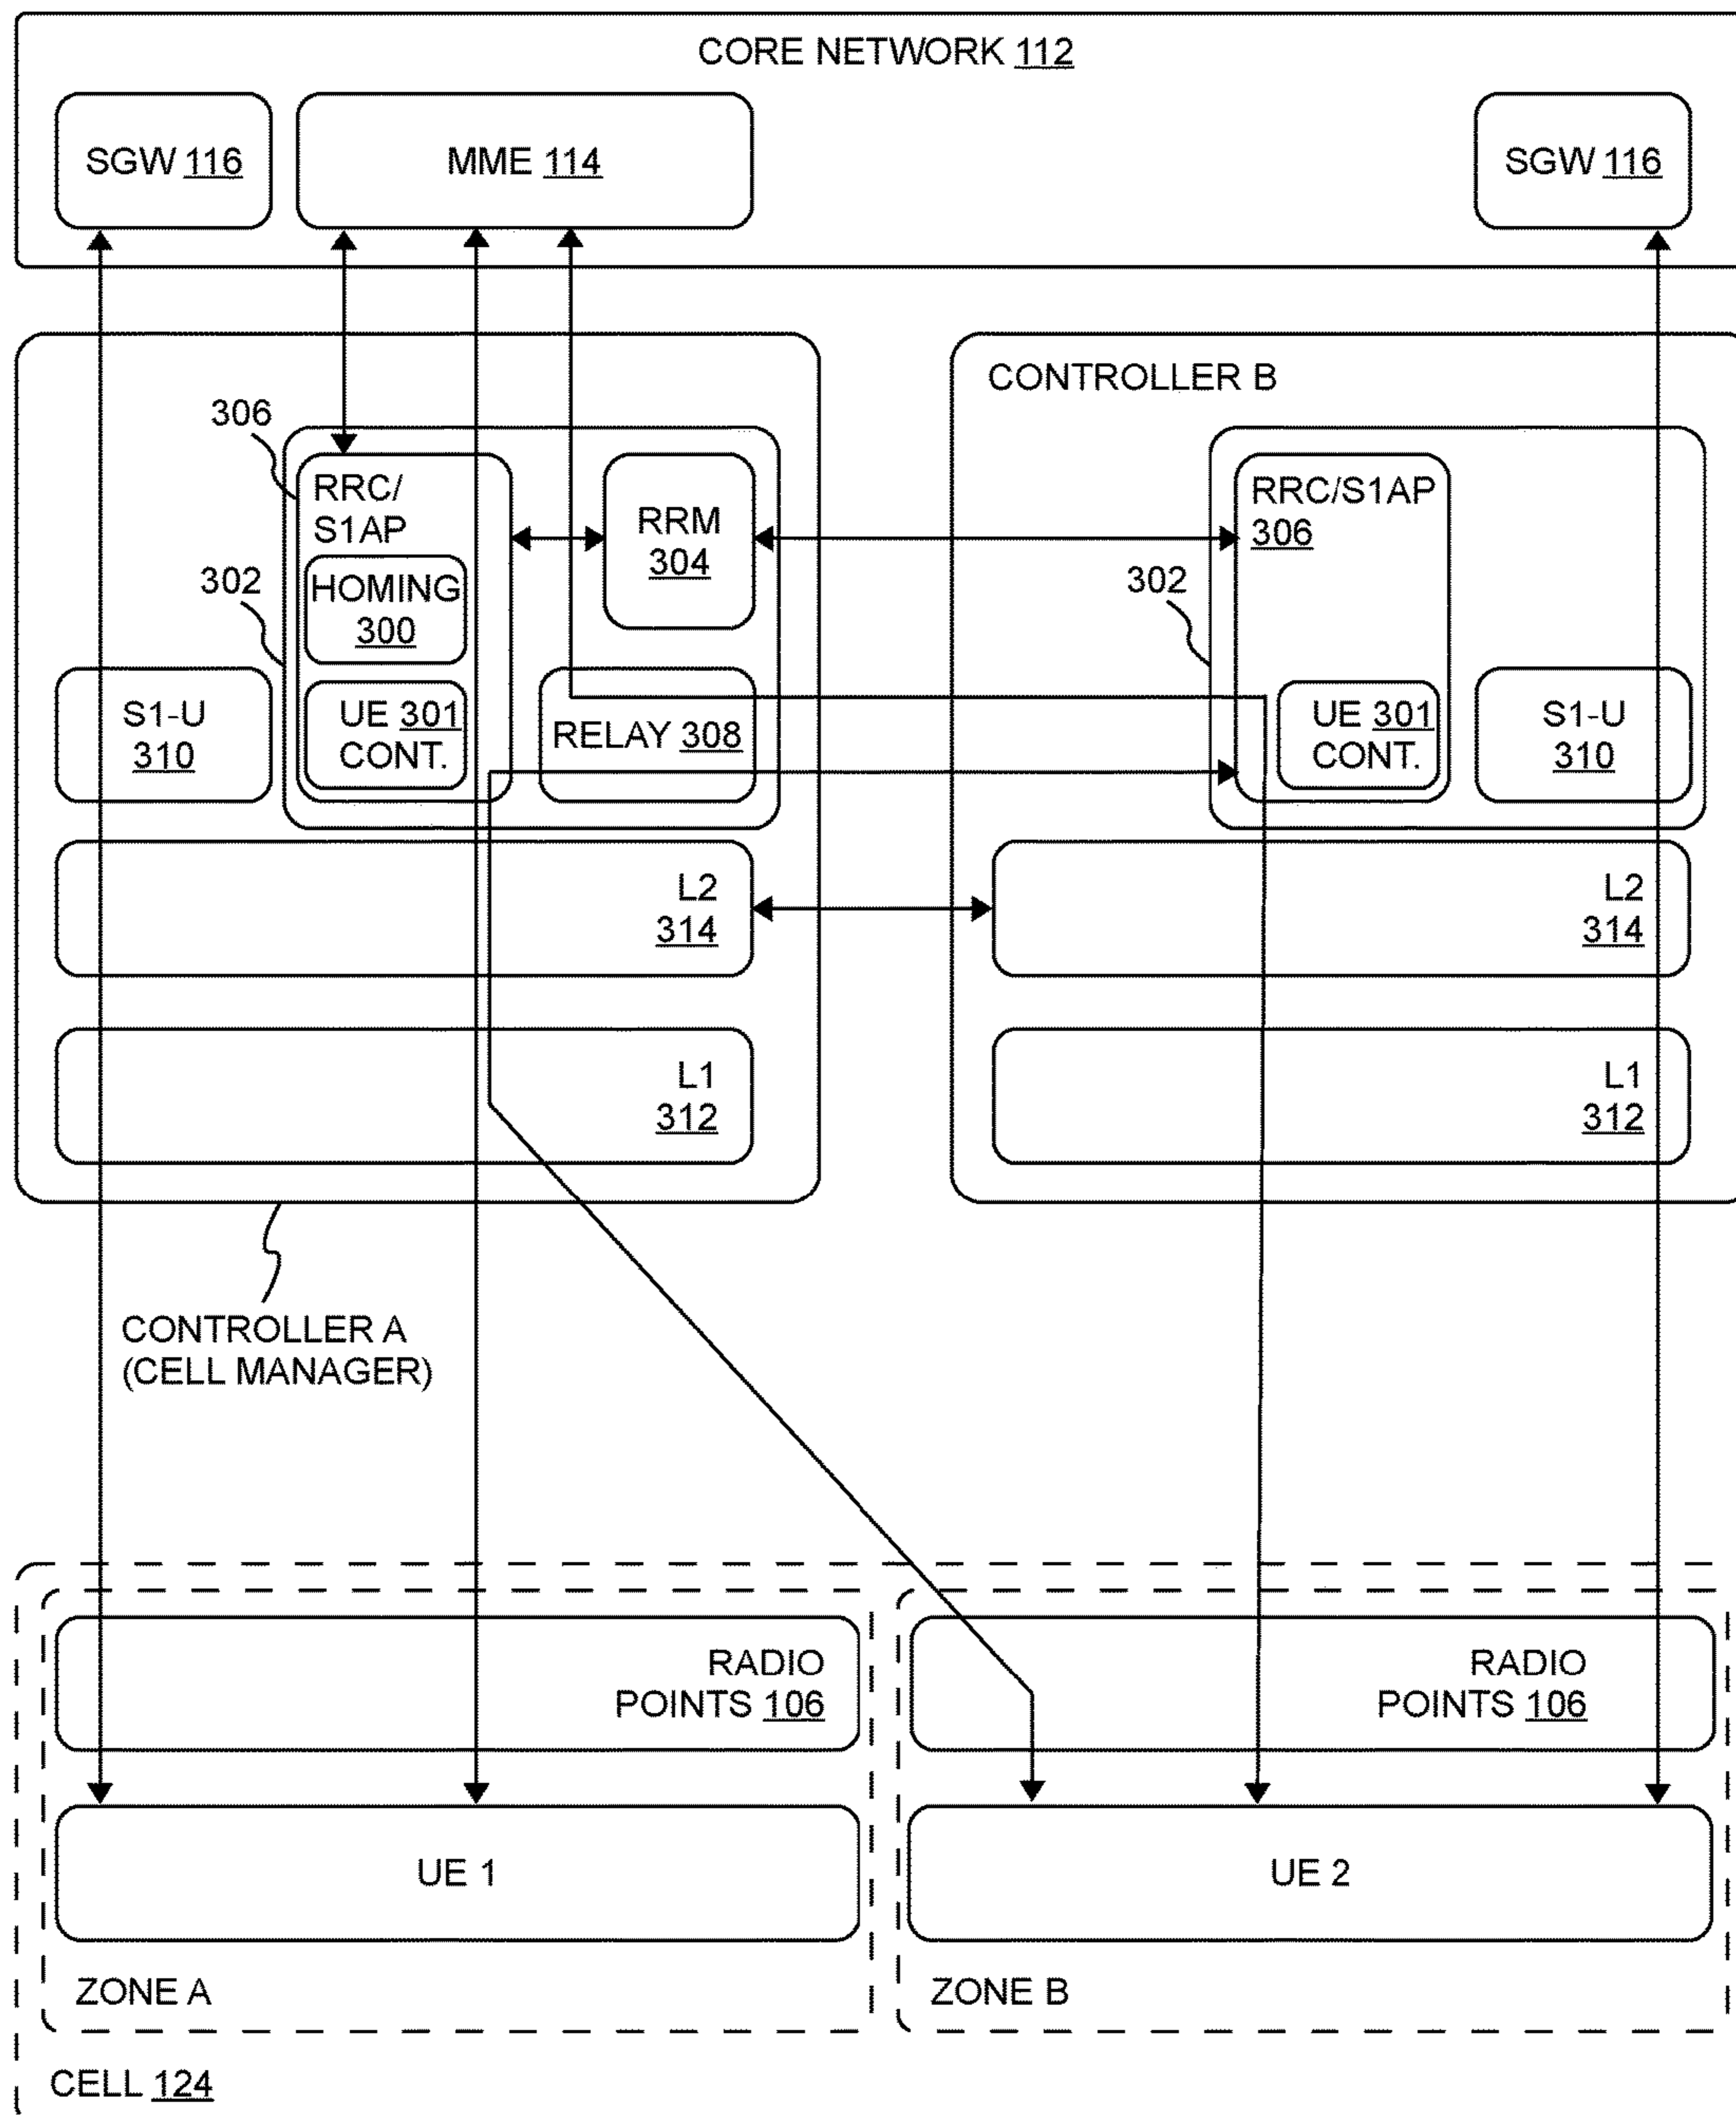 CORE NETWORK 112
SGW 116
MME 114
SGW 116
CONTROLLER B
306
RRC/
S1AP
HOMING
300
302
UE 301
CONT.
RRM
304
RELAY 308
S1-U
310
L2
314
L1
312
RRC/S1AP
306
302
UE 301
CONT.
S1-U
310
L2
314
L1
312
CONTROLLER A
(CELL MANAGER)
RADIO
POINTS 106
UE 1
ZONE A
RADIO
POINTS 106
UE 2
ZONE B
CELL 124